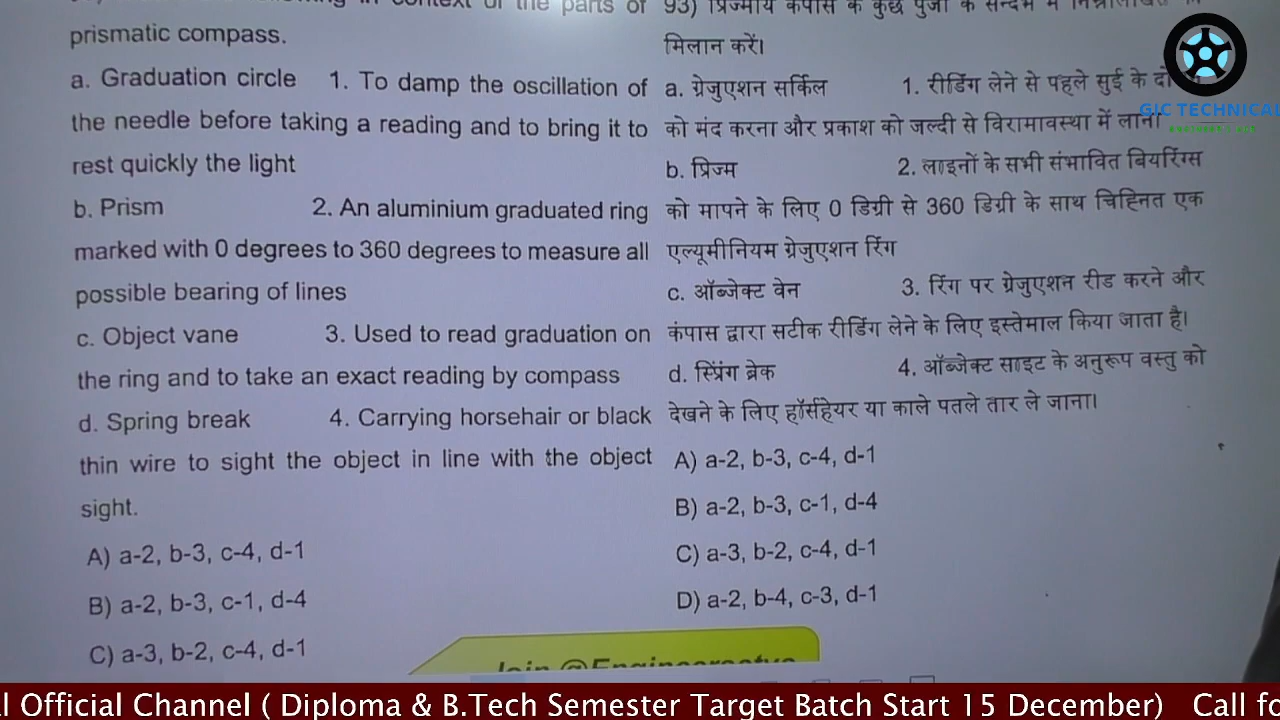 prismatic compass.
a. Graduation circle 1. To damp the oscillation of
the needle before taking a reading and to bring it to
rest quickly the light
b. Prism 2. An aluminium graduated ring
marked with 0 degrees to 360 degrees to measure all
possible bearing of lines
c. Object vane 3. Used to read graduation on
the ring and to take an exact reading by compass
d. Spring break 4. Carrying horsehair or black
thin wire to sight the object in line with the object
sight.
A) a-2, b-3, c-4, d-1
B) a-2, b-3, c-1, d-4
C) a-3, b-2, c-4, d-1
93) प्रिज्मीय कंपास के कुछ पुर्जों के सन्दर्भ में
मिलान करें।
a. ग्रेजुएशन सर्किल 1. रीडिंग लेने से पहले सुई के
को मंद करना और प्रकाश को जल्दी से विरामावस्था में लाना
b. प्रिज्म 2. लाइनों के सभी संभावित बियरिंग्स
को मापने के लिए 0 डिग्री से 360 डिग्री के साथ चिह्नित एक
एल्यूमीनियम ग्रेजुएशन रिंग
c. ऑब्जेक्ट वेन 3. रिंग पर ग्रेजुएशन रीड करने और
कंपास द्वारा सटीक रीडिंग लेने के लिए इस्तेमाल किया जाता है।
d. स्प्रिंग ब्रेक 4. ऑब्जेक्ट साइट के अनुरूप वस्तु को
देखने के लिए हॉर्सहेयर या काले पतले तार ले जाना।
A) a-2, b-3, c-4, d-1
B) a-2, b-3, c-1, d-4
C) a-3, b-2, c-4, d-1
D) a-2, b-4, c-3, d-1
GIC TECHNICAL
l Official Channel ( Diploma & B.Tech Semester Target Batch Start 15 December) Call fo